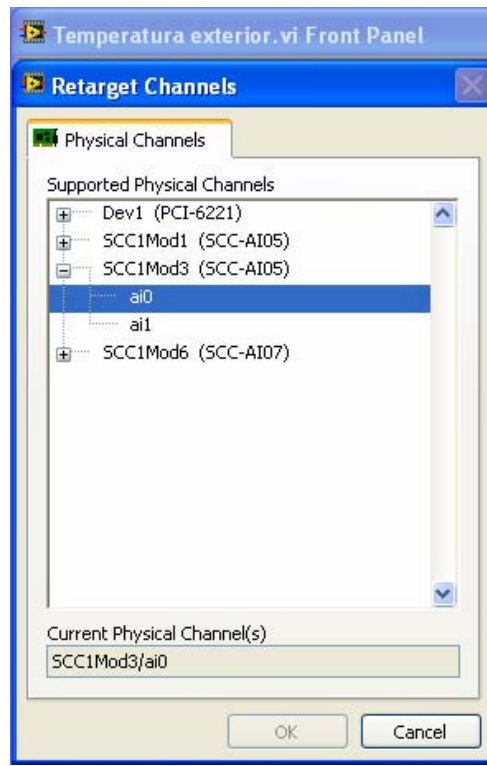 Temperatura exterior.vi Front Panel
Retarget Channels
Physical Channels
Supported Physical Channels
Dev1 (PCI-6221)
SCC1Mod1 (SCC-AI05)
SCC1Mod3 (SCC-AI05)
ai0
ai1
SCC1Mod6 (SCC-AI07)
Current Physical Channel(s)
SCC1Mod3/ai0
OK Cancel